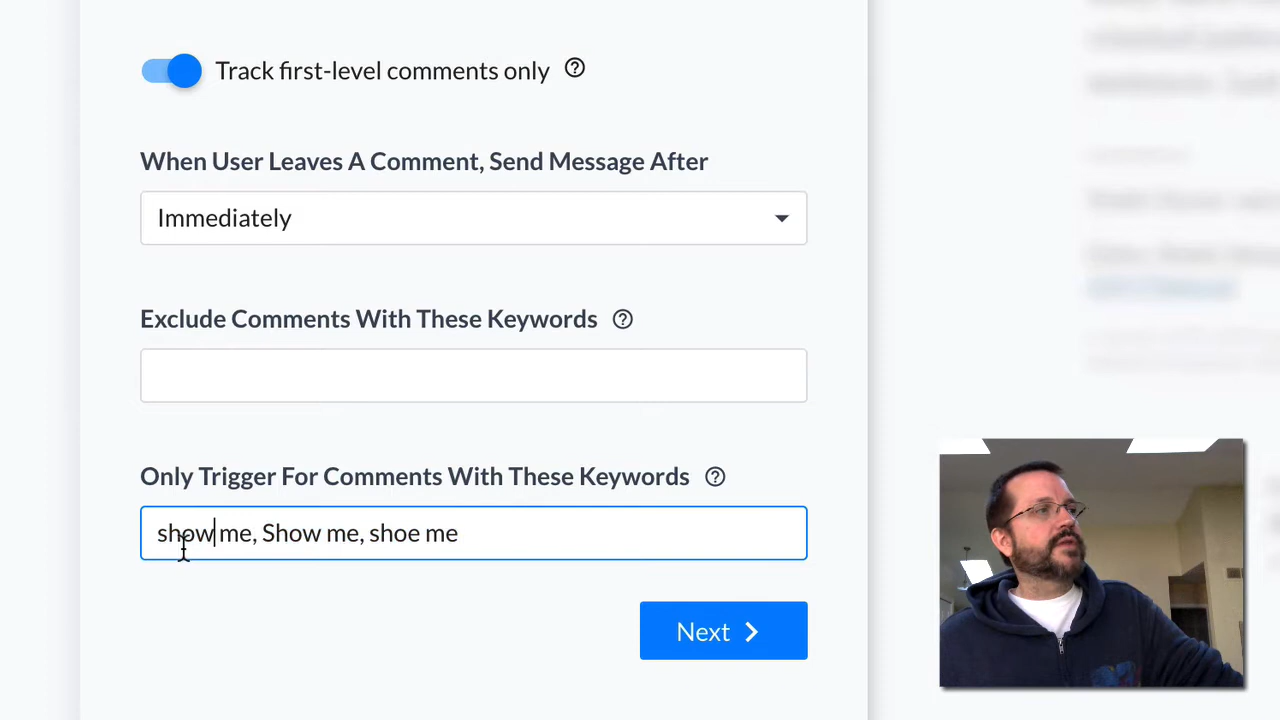 Track first-level comments only
When User Leaves A Comment, Send Message After
Immediately
Exclude Comments With These Keywords
Only Trigger For Comments With These Keywords
show me, Show me, shoe me
Next